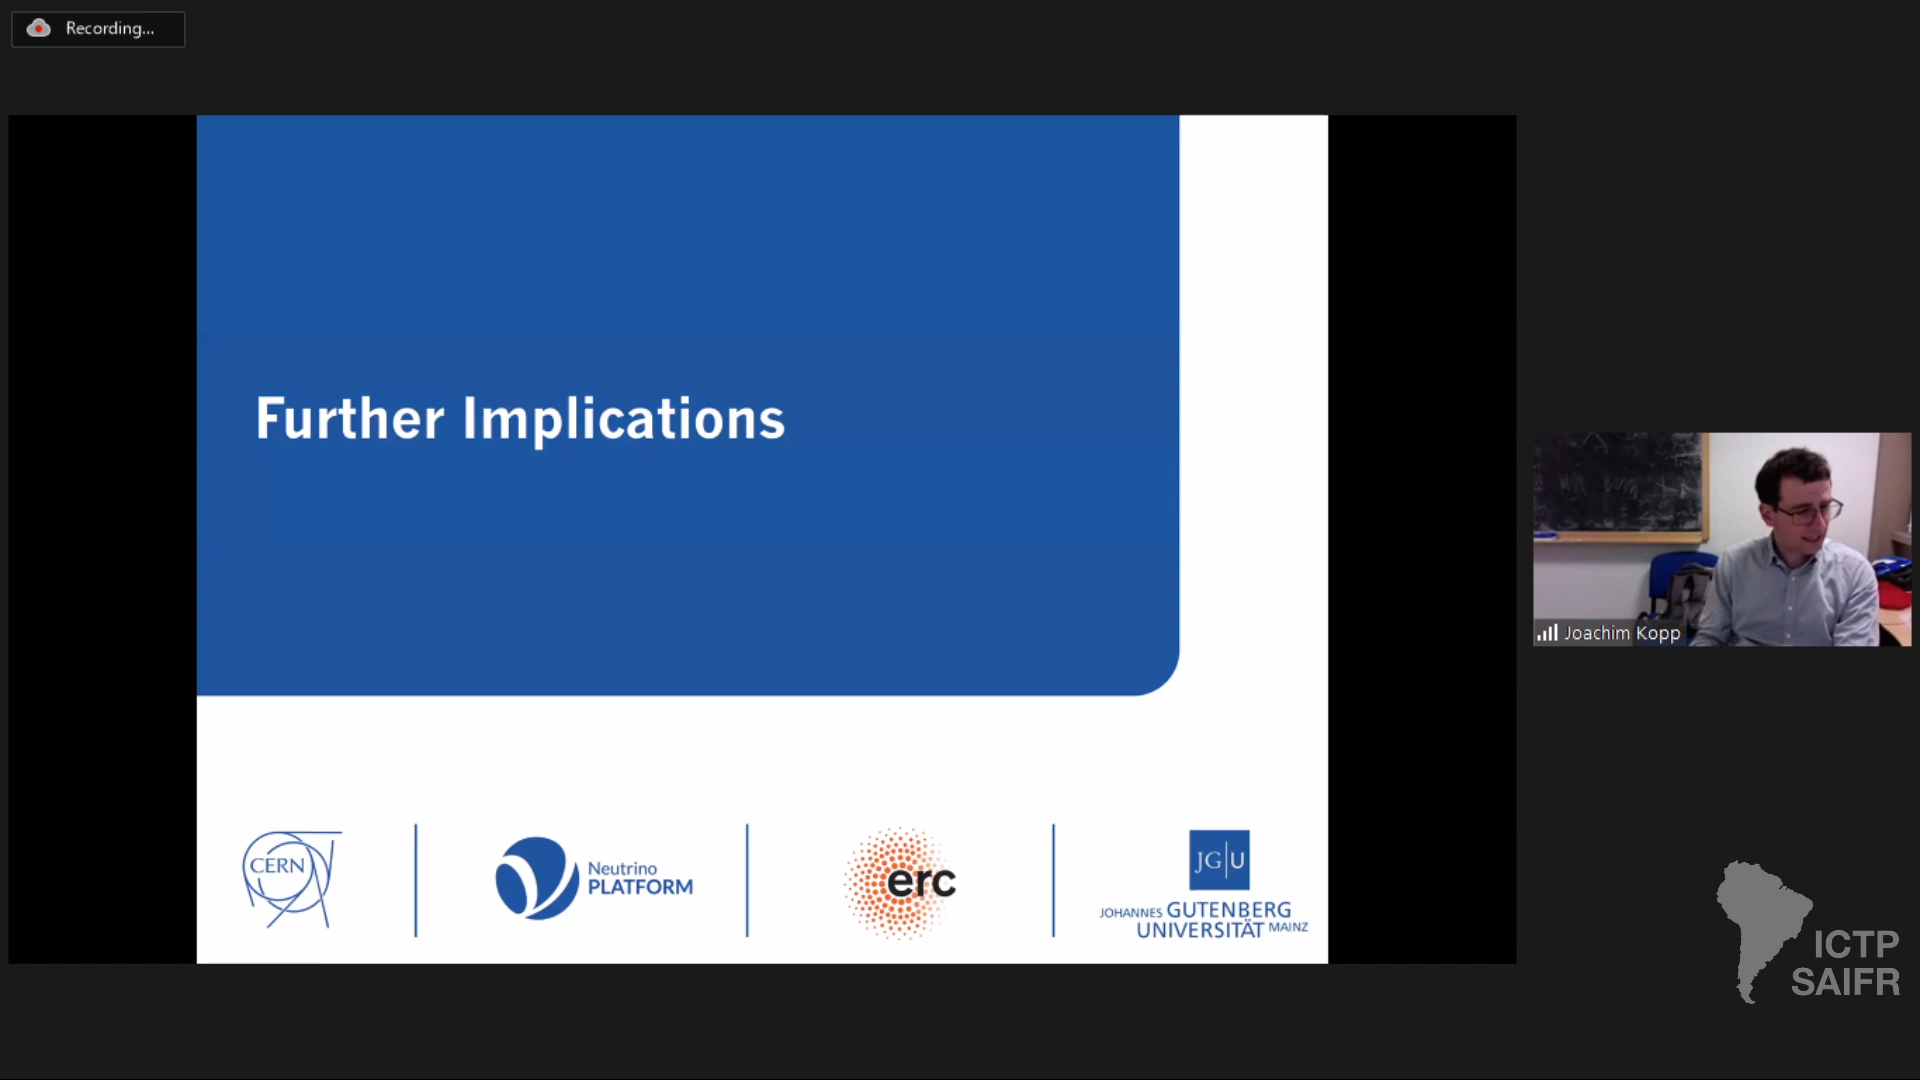 Recording...
Further Implications
CERN
Neutrino
PLATFORM
erc
JG|U
JOHANNES GUTENBERG
UNIVERSITÄT MAINZ
Joachim Kopp
ICTP
SAIFR